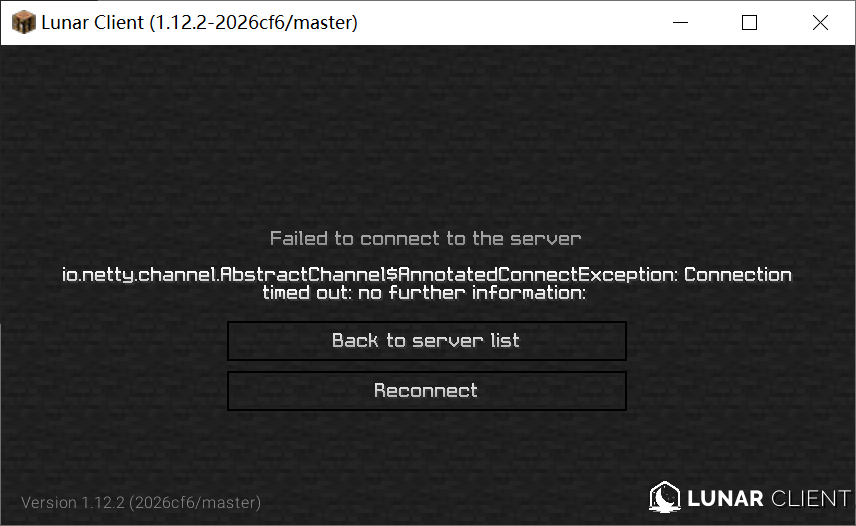 Lunar Client (1.12.2-2026cf6/master)
Failed to connect to the server
io.netty.channel.AbstractChannel$AnnotatedConnectException: Connection
timed out: no further information:
Back to server list
Reconnect
Version 1.12.2 (2026cf6/master)
LUNAR CLIENT